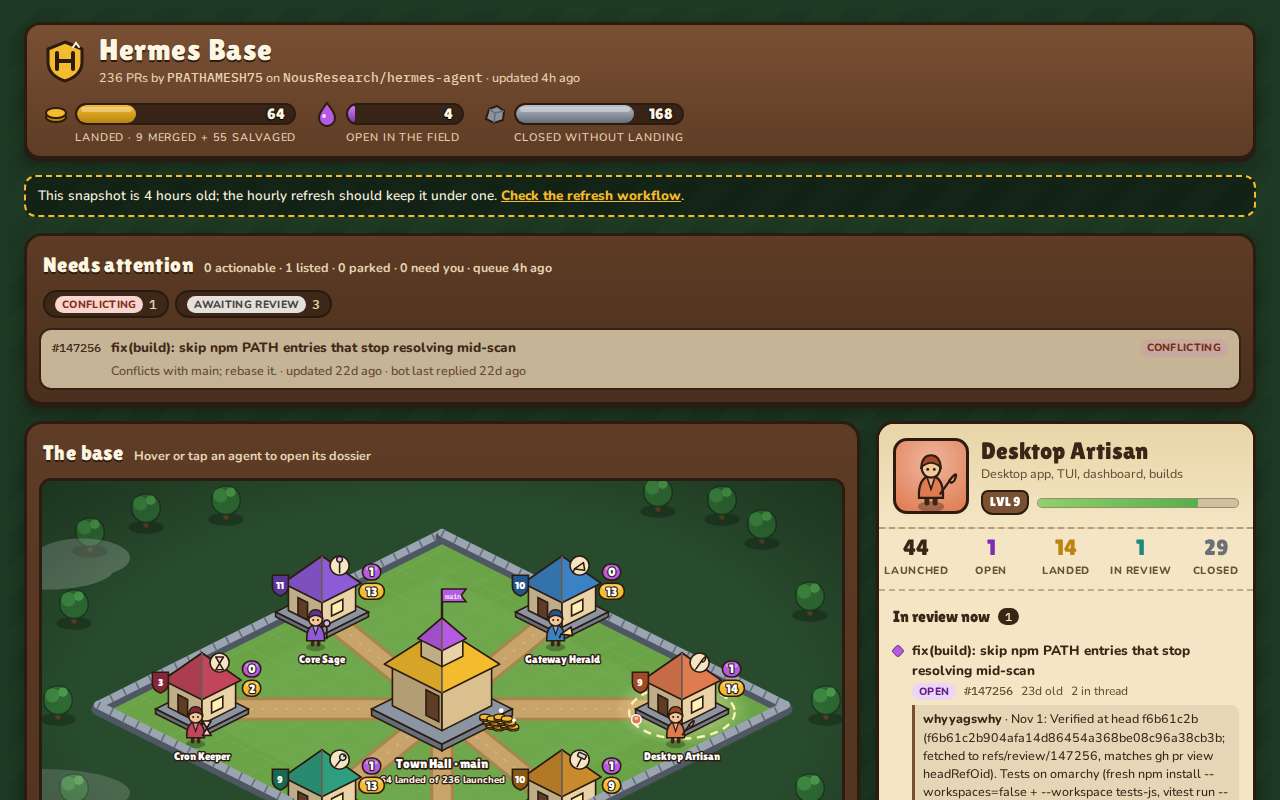 Hermes Base
236 PRs by PRATHAMESH75 on NousResearch/hermes-agent · updated 4h ago
64
4
168
LANDED · 9 MERGED + 55 SALVAGED
OPEN IN THE FIELD
CLOSED WITHOUT LANDING
This snapshot is 4 hours old; the hourly refresh should keep it under one. Check the refresh workflow.
Needs attention
0 actionable · 1 listed · 0 parked · 0 need you · queue 4h ago
CONFLICTING 1
AWAITING REVIEW 3
#147256 fix(build): skip npm PATH entries that stop resolving mid-scan
CONFLICTING
Conflicts with main; rebase it. · updated 22d ago · bot last replied 22d ago
The base
Hover or tap an agent to open its dossier
11
1
13
Core Sage
10
0
13
Gateway Herald
main
3
0
2
Cron Keeper
9
1
14
Desktop Artisan
Town Hall · main
64 landed of 236 launched
9
1
13
10
1
9
Desktop Artisan
Desktop app, TUI, dashboard, builds
LVL 9
44
LAUNCHED
1
OPEN
14
LANDED
1
IN REVIEW
29
CLOSED
In review now 1
fix(build): skip npm PATH entries that stop
resolving mid-scan
OPEN #147256 23d old 2 in thread
whyyagswhy · Nov 1: Verified at head f6b61c2b
(f6b61c2b904afa14d86454a368be08c96a38cb3b;
fetched to refs/review/147256, matches gh pr view
headRefOid). Tests on omarchy (fresh npm install --
workspaces=false + --workspace tests-js, vitest run --